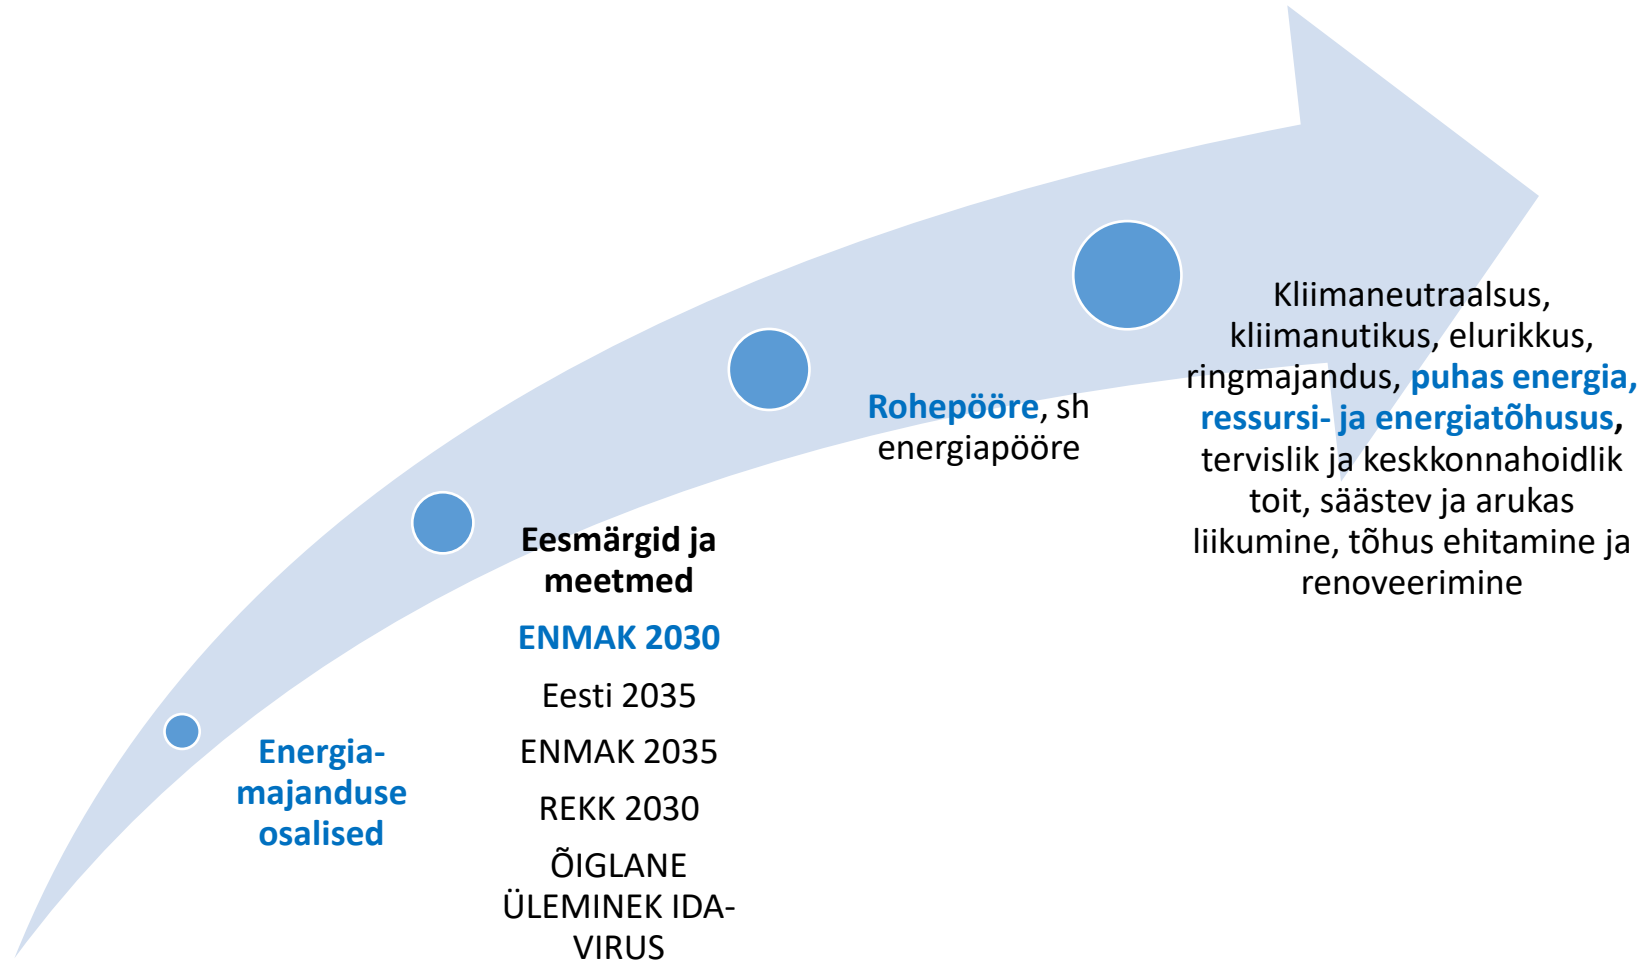 Energia-
majanduse
osalised
Eesmärgid ja
meetmed
ENMAK 2030
Eesti 2035
ENMAK 2035
REKK 2030
ÕIGLANE
ÜLEMINEK IDA-
VIRUS
Rohepööre, sh
energiapööre
Kliimaneutraalsus,
kliimanutikus, elurikkus,
ringmajandus, puhas energia,
ressursi- ja energiatõhusus,
tervislik ja keskkonnahoidlik
toit, säästev ja arukas
liikumine, tõhus ehitamine ja
renoveerimine